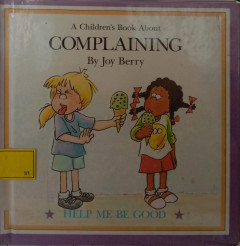 A Children's Book About
COMPLAINING
By Joy Berry
HELP ME BE GOOD